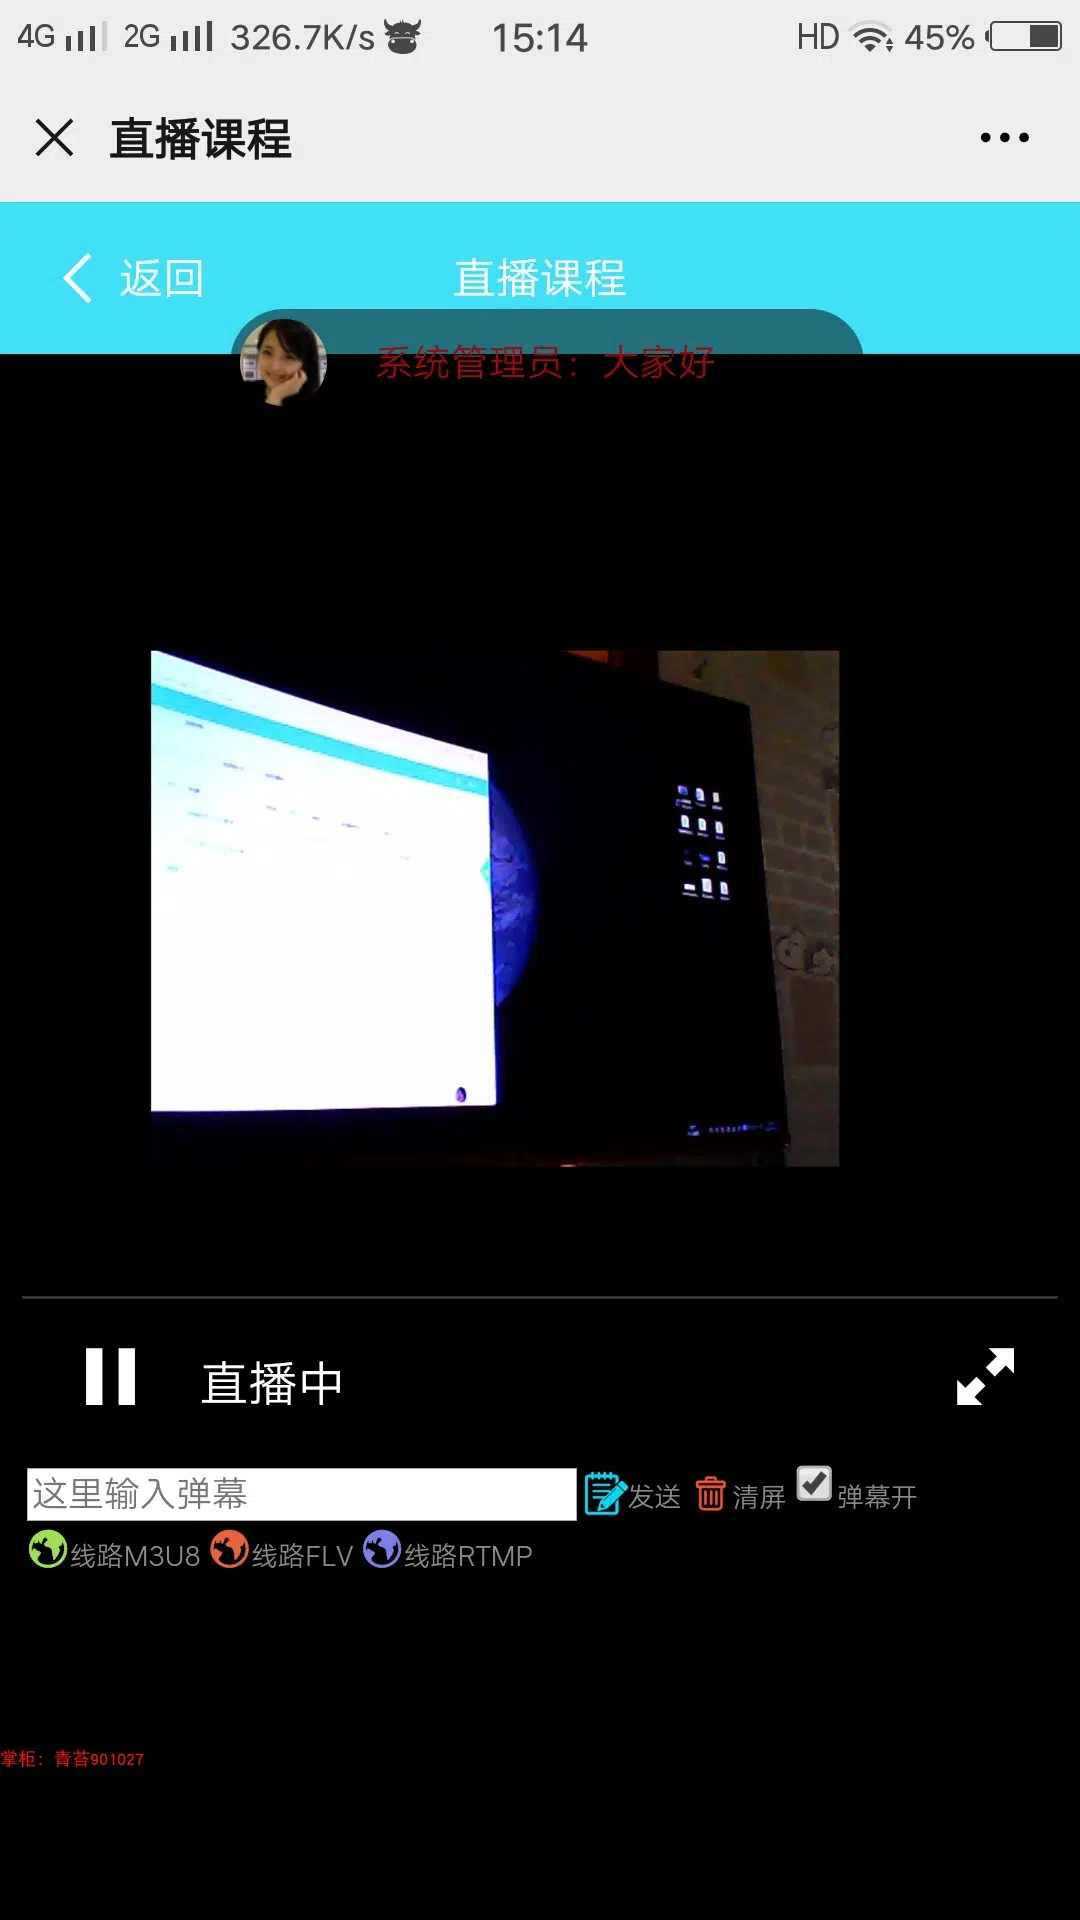 4G 2G 326.7K/s 15:14 HD 45%
直播课程
返回 直播课程
系统管理员：大家好
直播中
这里输入弹幕 发送 清屏 弹幕开
线路M3U8 线路FLV 线路RTMP
掌柜：青苔901027